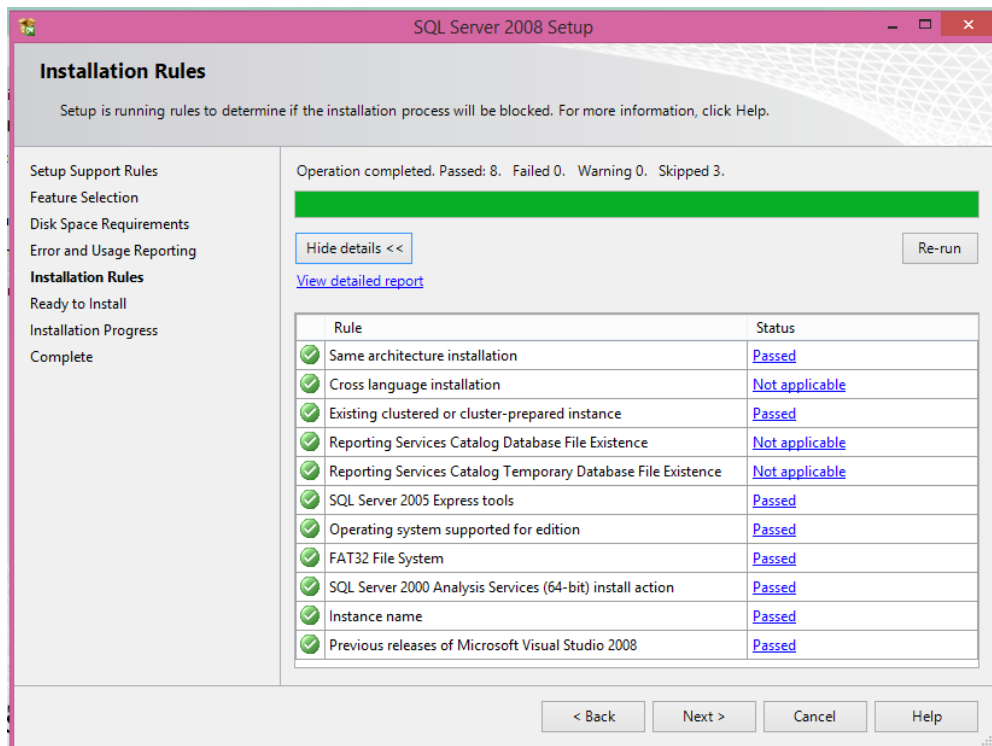 SQL Server 2008 Setup
Installation Rules
Setup is running rules to determine if the installation process will be blocked. For more information, click Help.
Setup Support Rules
Feature Selection
Disk Space Requirements
Error and Usage Reporting
Installation Rules
Ready to Install
Installation Progress
Complete
Operation completed. Passed: 8. Failed 0. Warning 0. Skipped 3.
Hide details <<
Re-run
View detailed report
Rule Status
Same architecture installation Passed
Cross language installation Not applicable
Existing clustered or cluster-prepared instance Passed
Reporting Services Catalog Database File Existence Not applicable
Reporting Services Catalog Temporary Database File Existence Not applicable
SQL Server 2005 Express tools Passed
Operating system supported for edition Passed
FAT32 File System Passed
SQL Server 2000 Analysis Services (64-bit) install action Passed
Instance name Passed
Previous releases of Microsoft Visual Studio 2008 Passed
< Back Next > Cancel Help